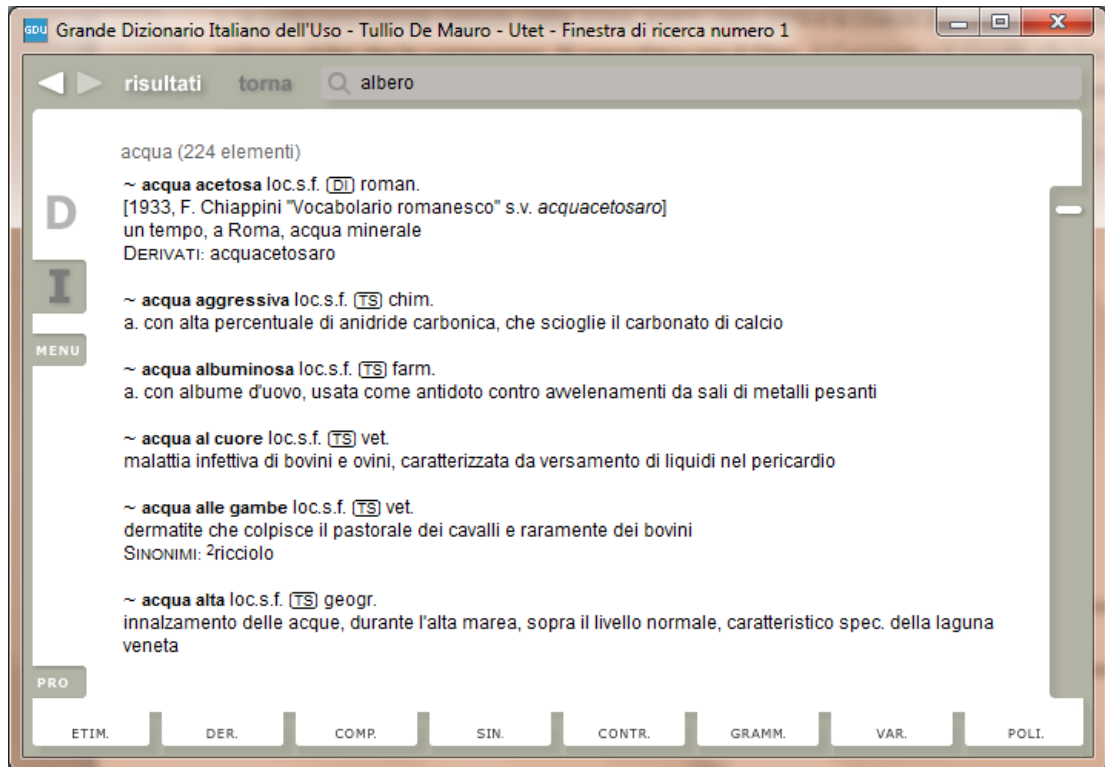 GDU Grande Dizionario Italiano dell'Uso - Tullio De Mauro - Utet - Finestra di ricerca numero 1
risultati torna albero
acqua (224 elementi)
~ acqua acetosa loc.s.f. DI roman.
[1933, F. Chiappini "Vocabolario romanesco" s.v. acquacetosaro]
un tempo, a Roma, acqua minerale
DERIVATI: acquacetosaro
~ acqua aggressiva loc.s.f. TS chim.
a. con alta percentuale di anidride carbonica, che scioglie il carbonato di calcio
~ acqua albuminosa loc.s.f. TS farm.
a. con albume d'uovo, usata come antidoto contro avvelenamenti da sali di metalli pesanti
~ acqua al cuore loc.s.f. TS vet.
malattia infettiva di bovini e ovini, caratterizzata da versamento di liquidi nel pericardio
~ acqua alle gambe loc.s.f. TS vet.
dermatite che colpisce il pastorale dei cavalli e raramente dei bovini
SINONIMI: 2ricciolo
~ acqua alta loc.s.f. TS geogr.
innalzamento delle acque, durante l'alta marea, sopra il livello normale, caratteristico spec. della laguna
veneta
D
I
MENU
PRO
ETIM. DER. COMP. SIN. CONTR. GRAMM. VAR. POLI.